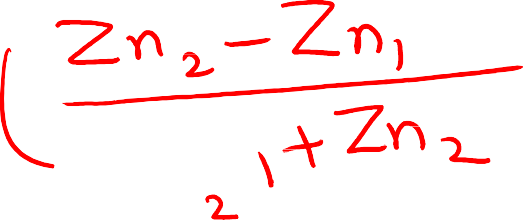 ( Zn₂ - Zn₁
₁ + Zn₂
₂